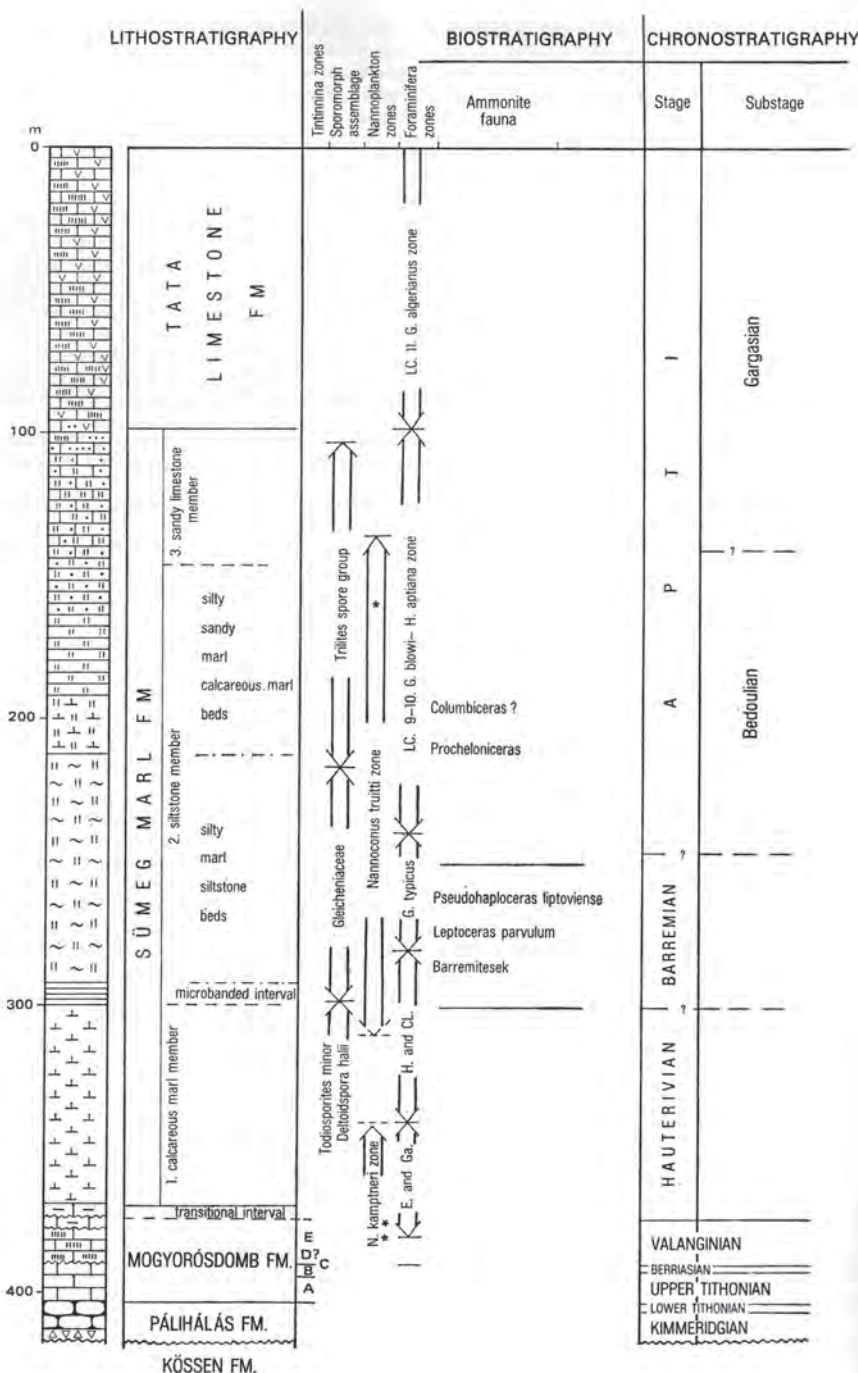 LITHOSTRATIGRAPHY
Tintinnina zones
Sporomorph
assemblage
Nannoplankton
zones
Foraminifera
zones
BIOSTRATIGRAPHY
Ammonite
fauna
CHRONOSTRATIGRAPHY
Stage
Substage
m
0
100
200
300
400
TATA
LIMESTONE
FM
SÜMEG MARL FM
3. sandy limestone
member
2. siltstone member
silty
sandy
marl
calcareous marl
beds
silty
marl
siltstone
beds
microbanded interval
1. calcareous marl member
transitional interval
MOGYORÓSDOMB FM.
PÁLIHÁLÁS FM.
KÖSSEN FM.
E
D?
C
B
A
Trilites spore group
Gleicheniaceae
Todiosporites minor
Deltoidspora halii
*
Nannoconus truitti zone
N. kamptneri zone
* *
*
LC. 11. G. algerianus zone
LC. 9-10. G. blowi- H. aptiana zone
G. typicus
H. and CL.
E. and Ga.
Columbiceras ?
Procheloniceras
Pseudohaploceras liptoviense
Leptoceras parvulum
Barremitesek
APTI
BARREMIAN
HAUTERIVIAN
VALANGINIAN
BERRIASIAN
UPPER TITHONIAN
LOWER TITHONIAN
KIMMERIDGIAN
Gargasian
?
Bedoulian
?
?